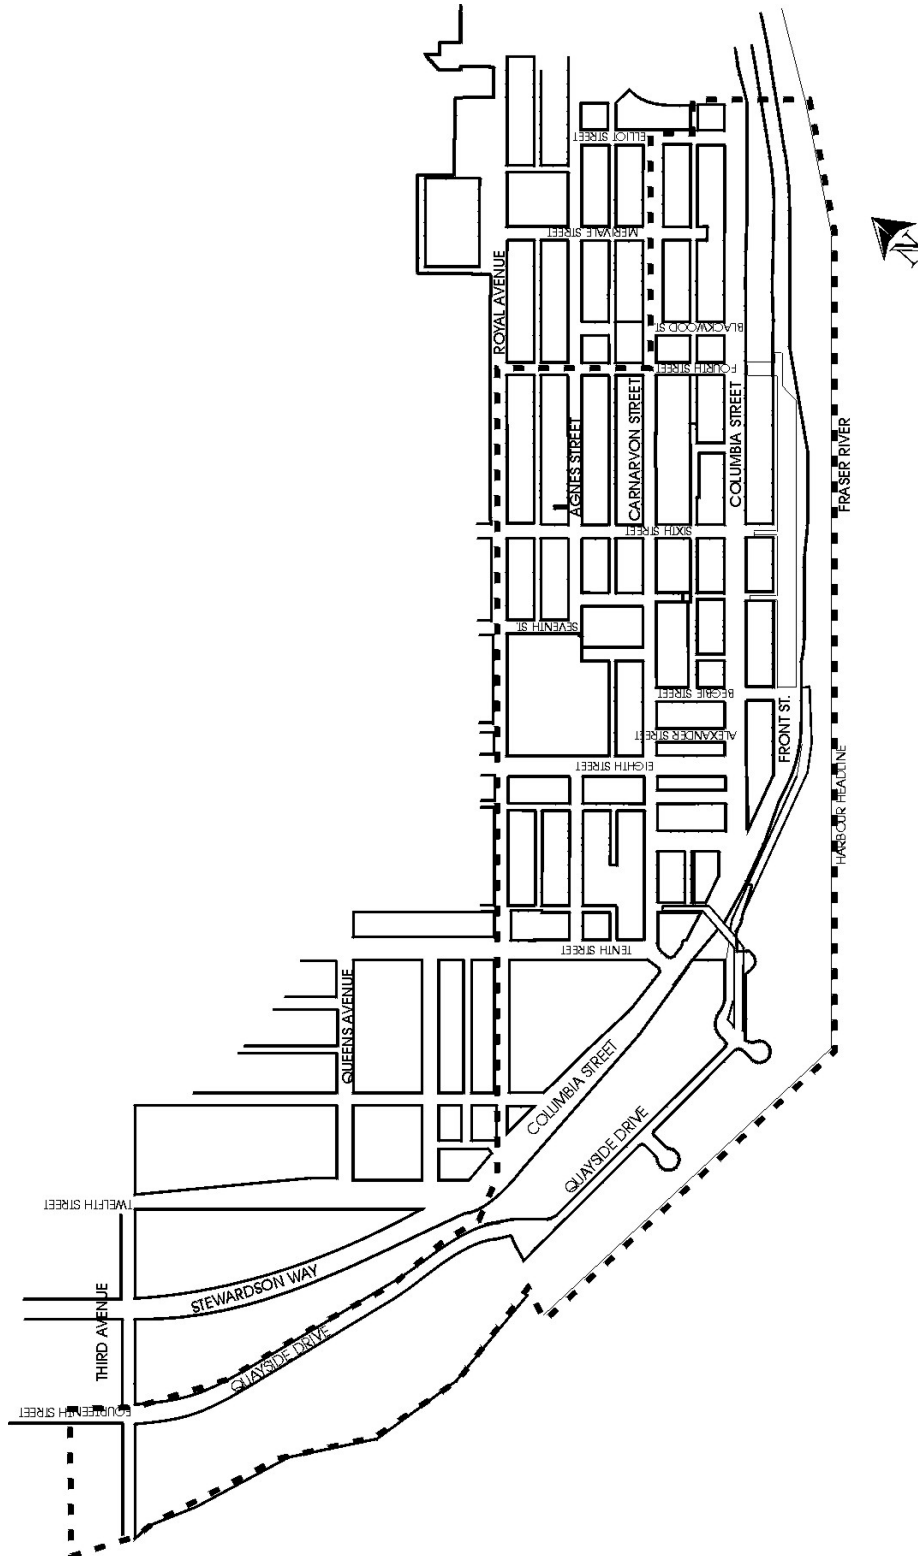 ELLIOT STREET
MERIVALE STREET
ROYAL AVENUE
BLACKWOOD ST.
FOURTH STREET
AGNES STREET
CARNARVON STREET
COLUMBIA STREET
FRASER RIVER
SIXTH STREET
SEVENTH ST.
BEGBIE STREET
ALEXANDER STREET
FRONT ST.
EIGHTH STREET
HARBOUR HEADLINE
TENTH STREET
QUEENS AVENUE
COLUMBIA STREET
QUAYSIDE DRIVE
TWELFTH STREET
STEWARDSON WAY
THIRD AVENUE
QUAYSIDE DRIVE
FOURTEENTH STREET
N